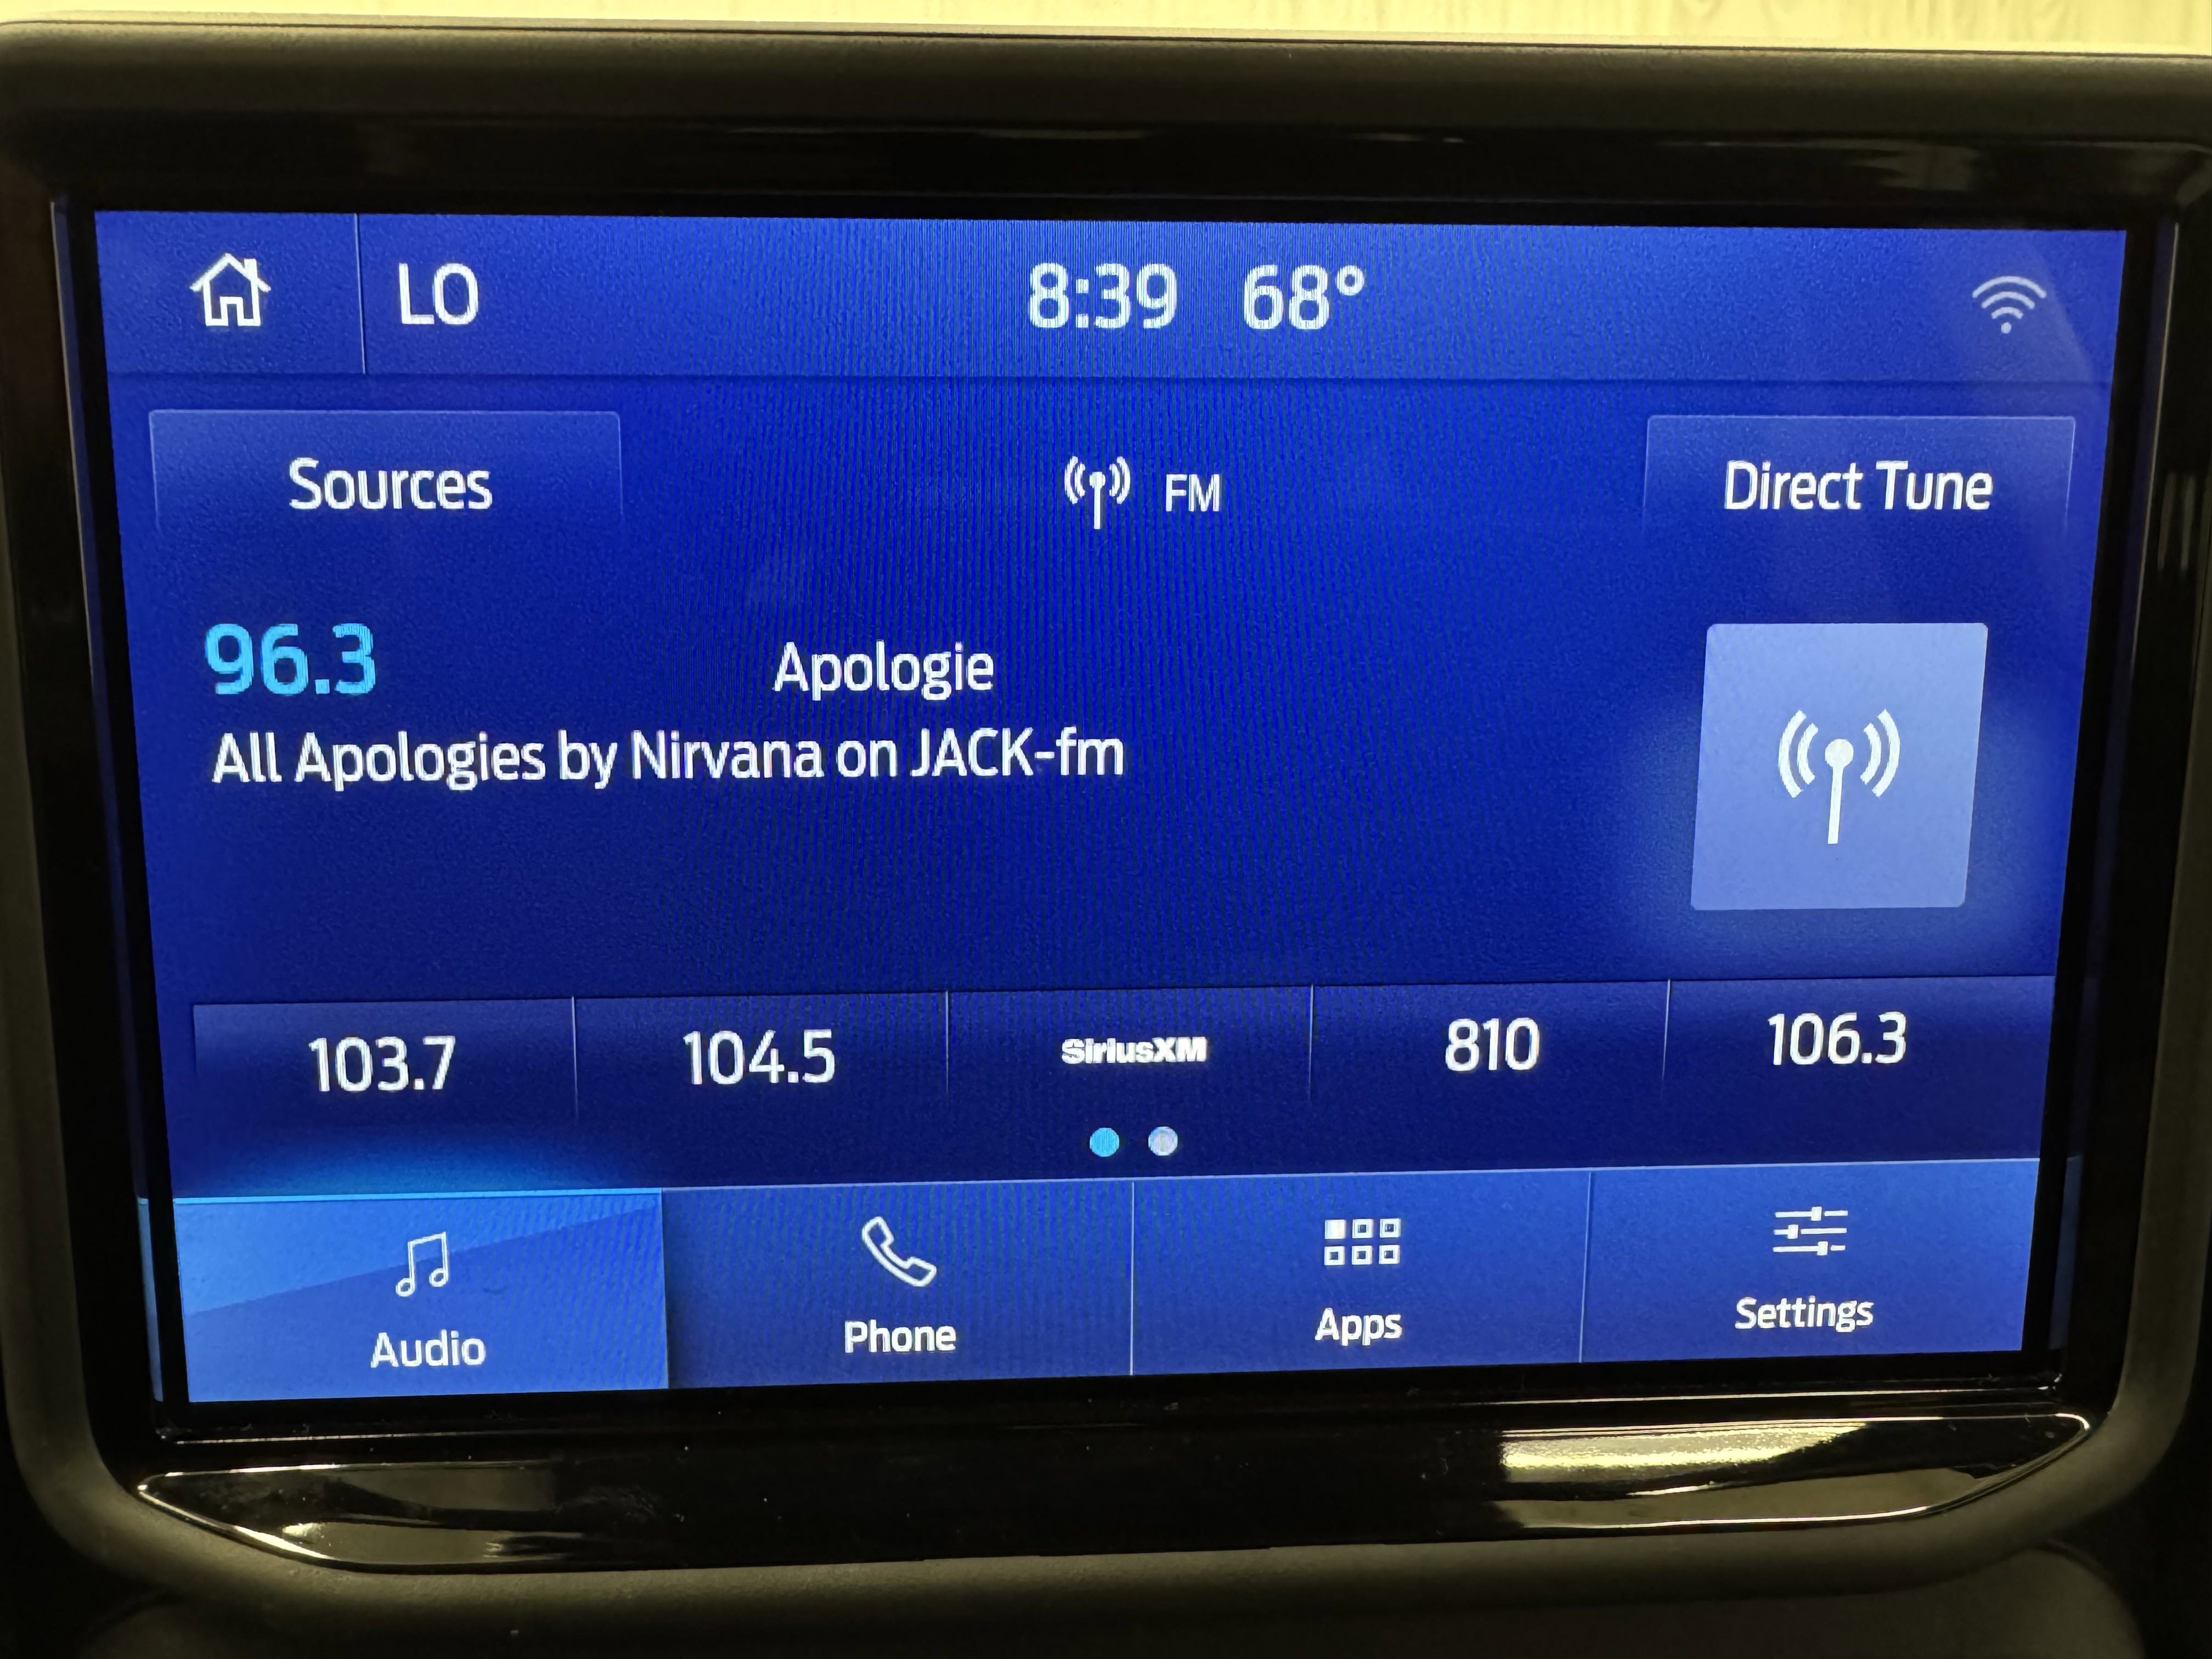 LO 8:39 68°
Sources FM Direct Tune
96.3 Apologie
All Apologies by Nirvana on JACK-fm
103.7 104.5 SiriusXM 810 106.3
Audio Phone Apps Settings